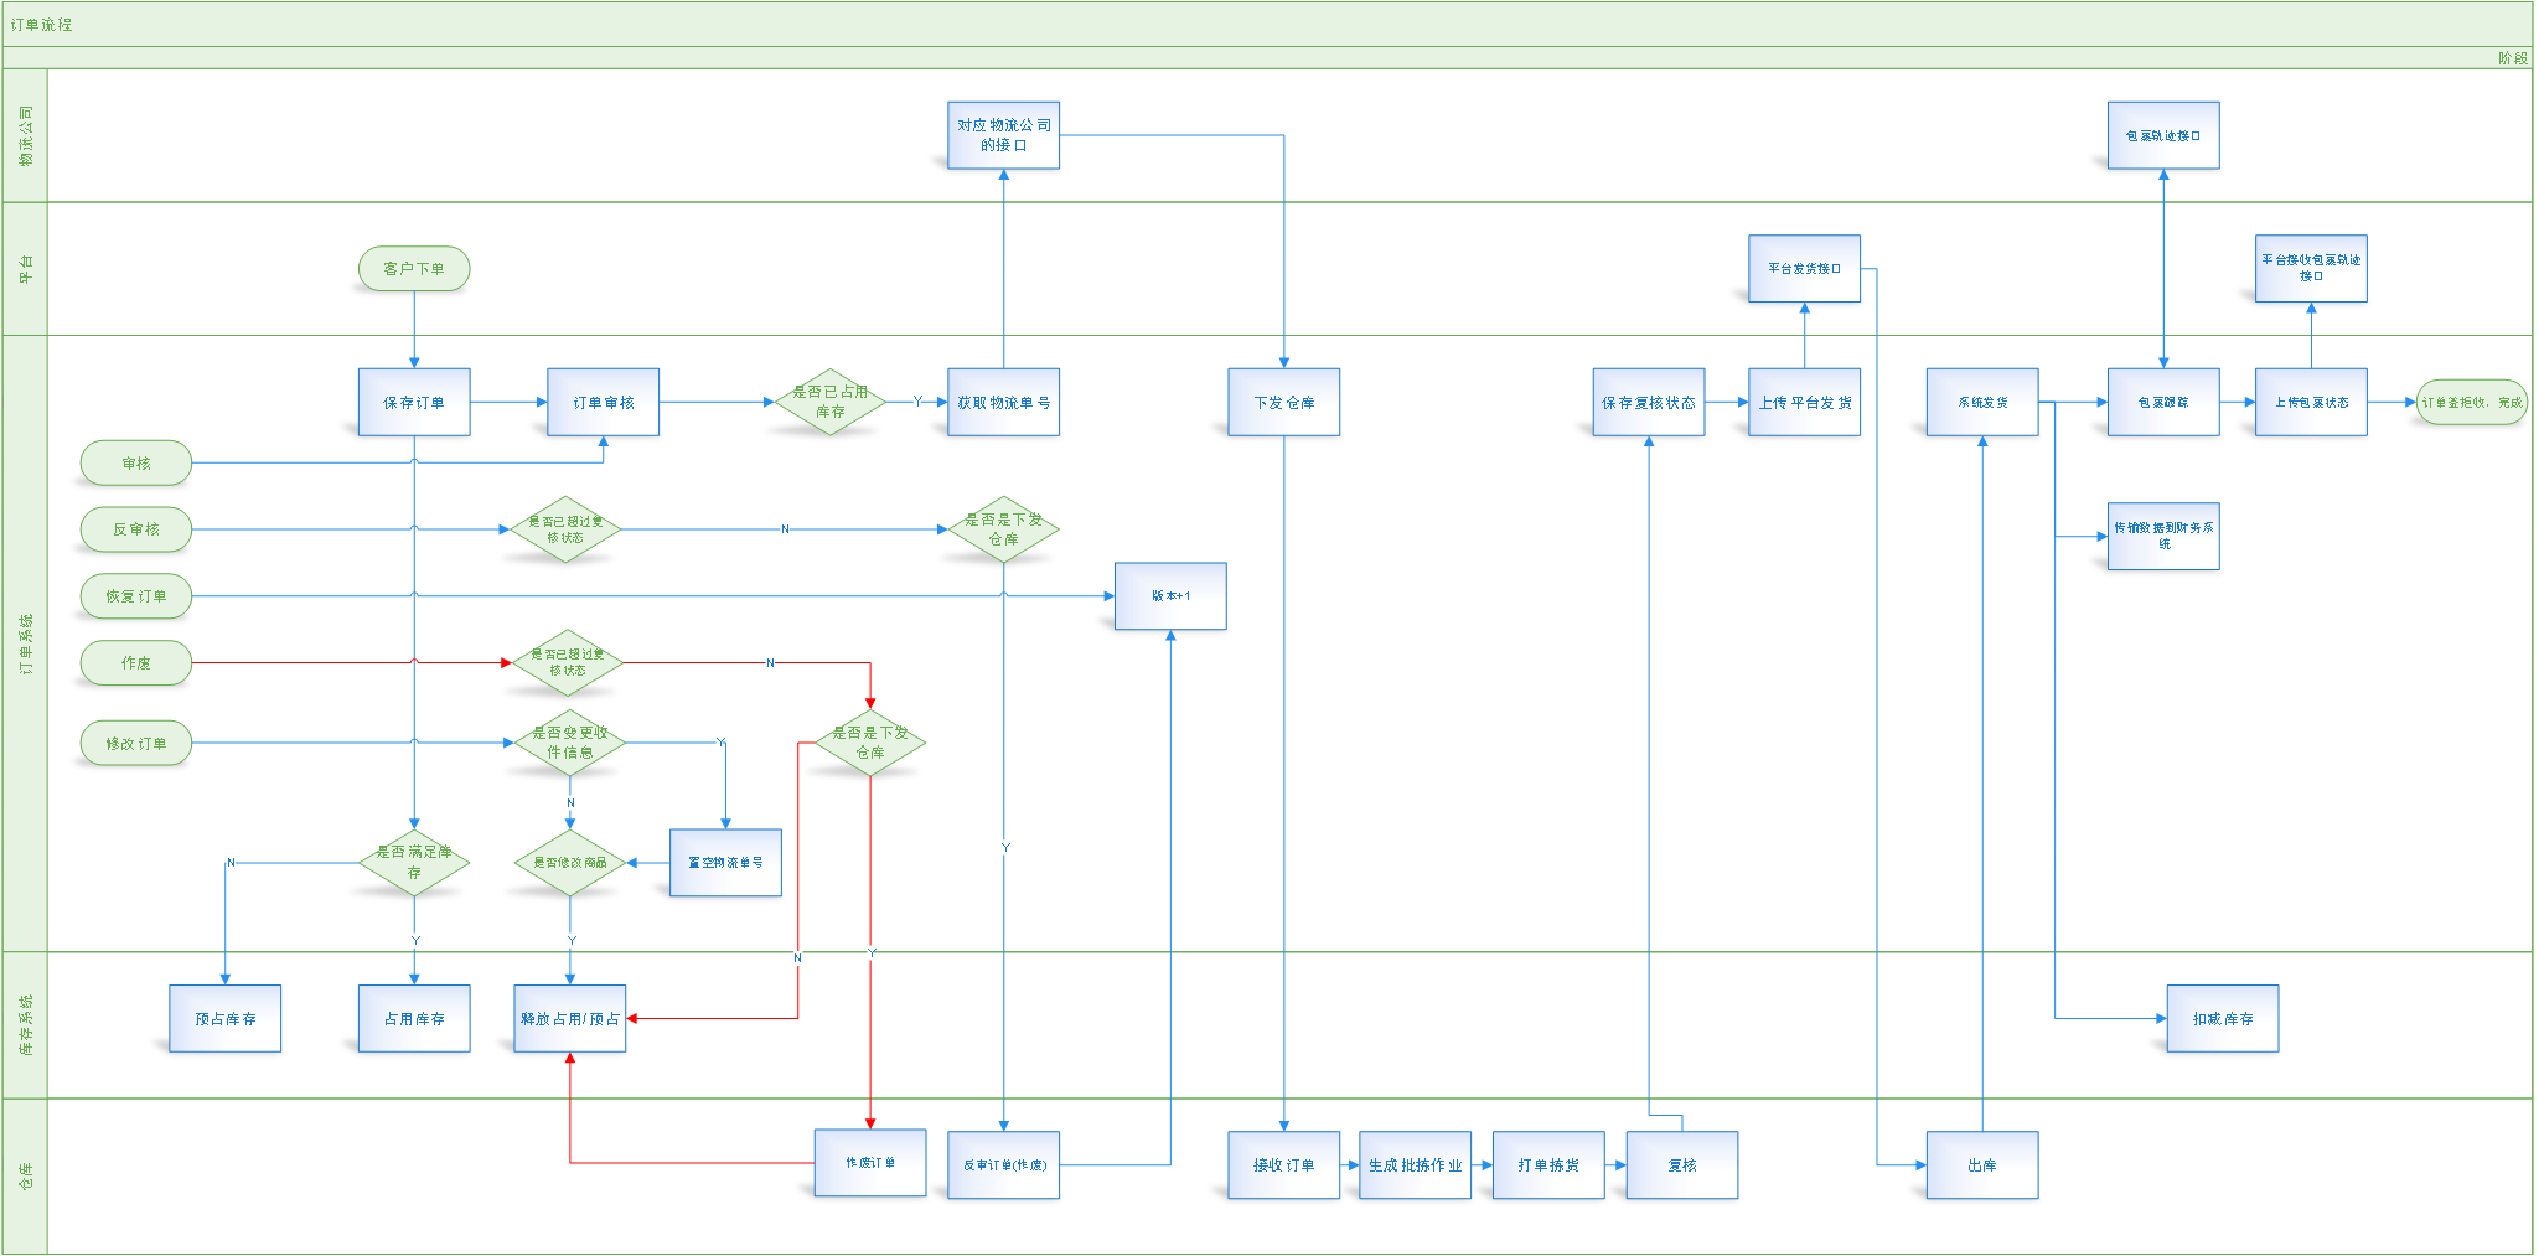 订单流程
阶段
物流公司
对应物流公司
的接口
包裹轨迹接口
平台
客户下单
平台发货接口
平台接收包裹轨迹
接口
订单系统
保存订单
订单审核
是否已占用
库存
Y
获取物流单号
下发仓库
保存复核状态
上传平台发货
系统发货
包裹跟踪
上传包裹状态
订单签拒收，完成
审核
反审核
是否已超过复
核状态
N
是否是下发
仓库
传输数据到财务系
统
恢复订单
版本+1
作废
是否已超过复
核状态
N
修改订单
是否变更收
件信息
Y
是否是下发
仓库
N
Y
是否满足库
存
N
是否修改商品
置空物流单号
Y
Y
N
Y
库存系统
预占库存
占用库存
释放占用/预占
扣减库存
仓库
作废订单
反审订单(作废)
接收订单
生成批拣作业
打单拣货
复核
出库